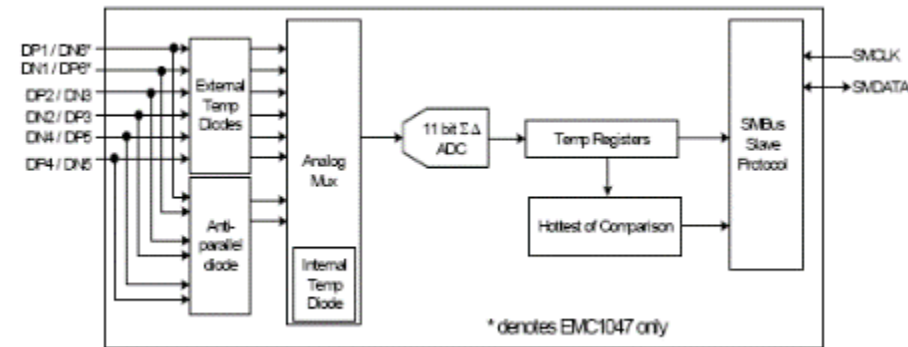 DP1 / DN6*
DN1 / DP6*
DP2 / DN3
DN2 / DP3
DN4 / DP5
DP4 / DN5
External
Temp
Diodes
Anti-
parallel
diode
Analog
Mux
Internal
Temp
Diode
11 bit Σ Δ
ADC
Temp Registers
Hottest of Comparison
SMBus
Slave
Protocol
SMCLK
SMDATA
* denotes EMC1047 only